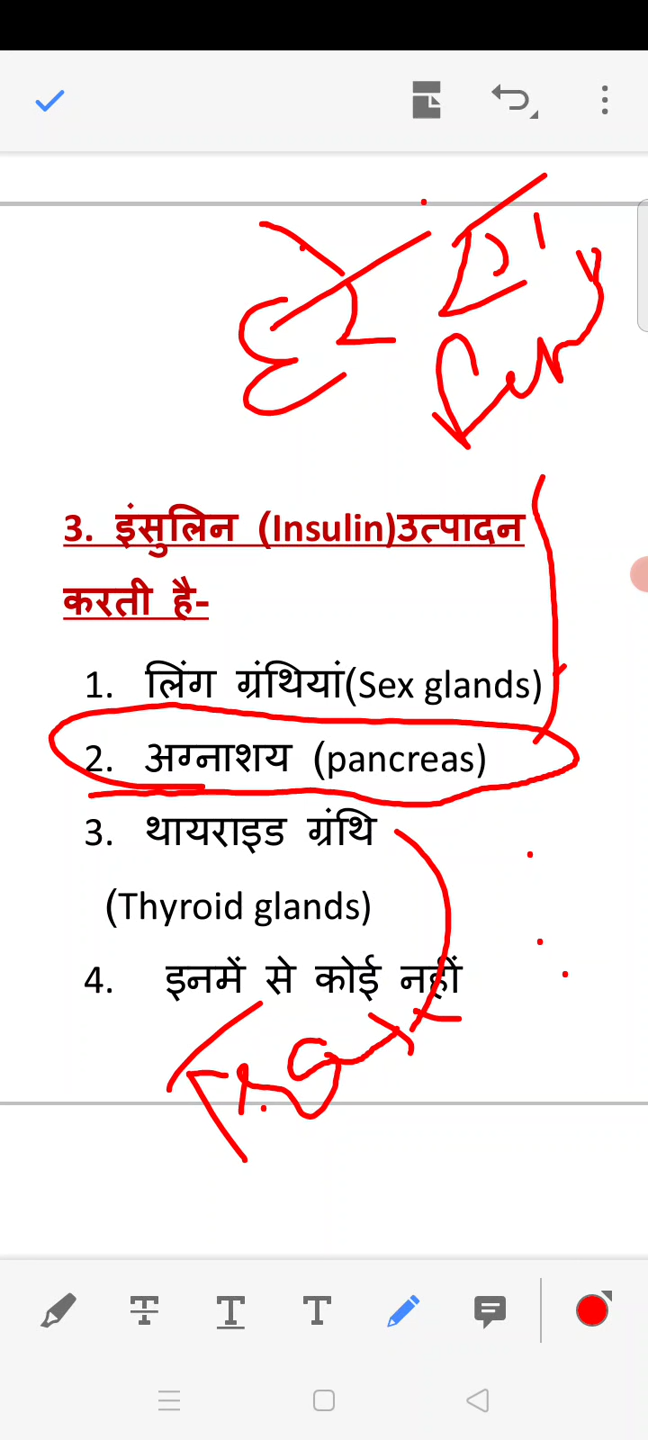 3. इंसुलिन (Insulin)उत्पादन
करती है-
1. लिंग ग्रंथियां(Sex glands)
2. अग्नाशय (pancreas)
3. थायराइड ग्रंथि
(Thyroid glands)
4. इनमें से कोई नहीं